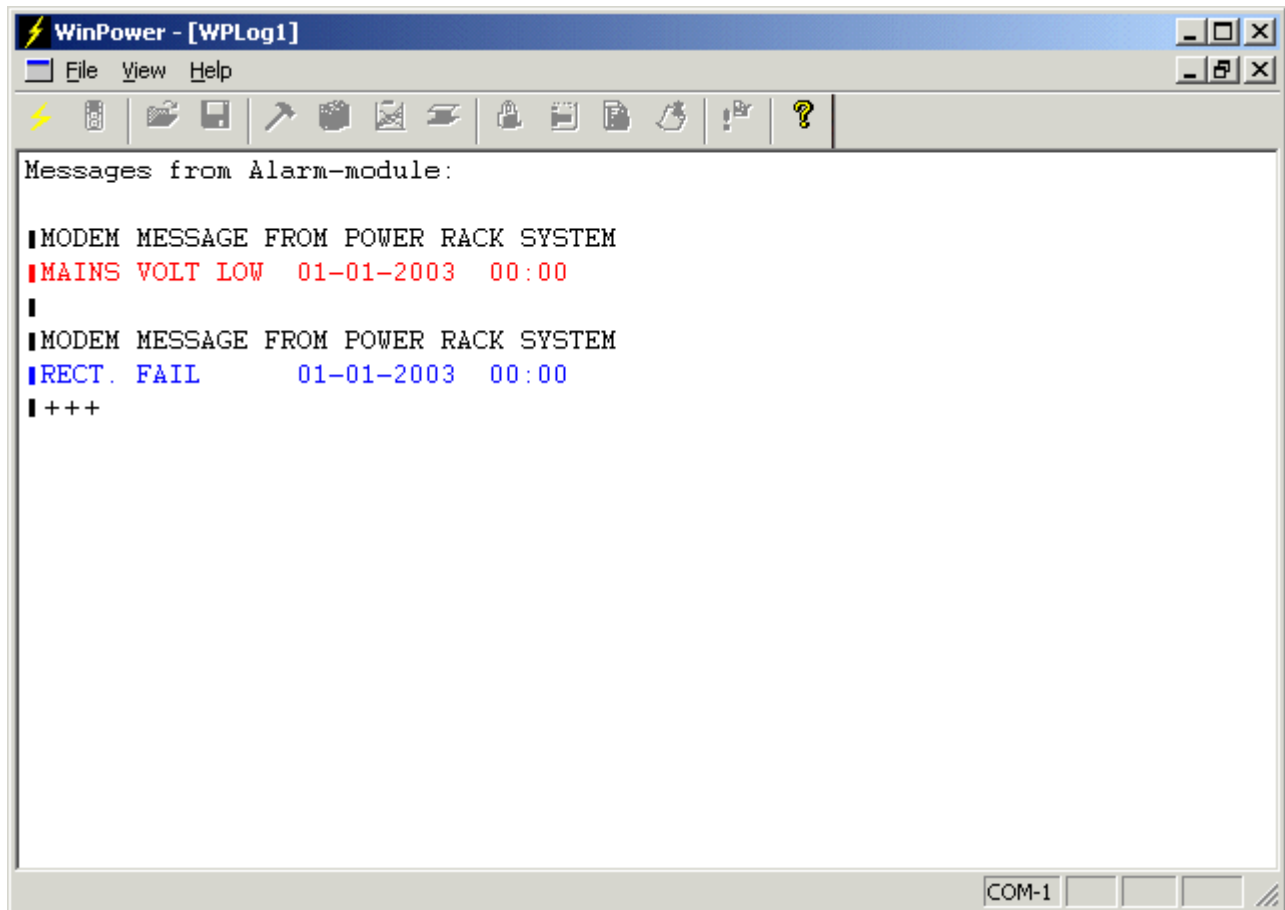 WinPower - [WPLog1]
File View Help
Messages from Alarm-module:
MODEM MESSAGE FROM POWER RACK SYSTEM
MAINS VOLT LOW 01-01-2003 00:00
MODEM MESSAGE FROM POWER RACK SYSTEM
RECT. FAIL 01-01-2003 00:00
+++
COM-1